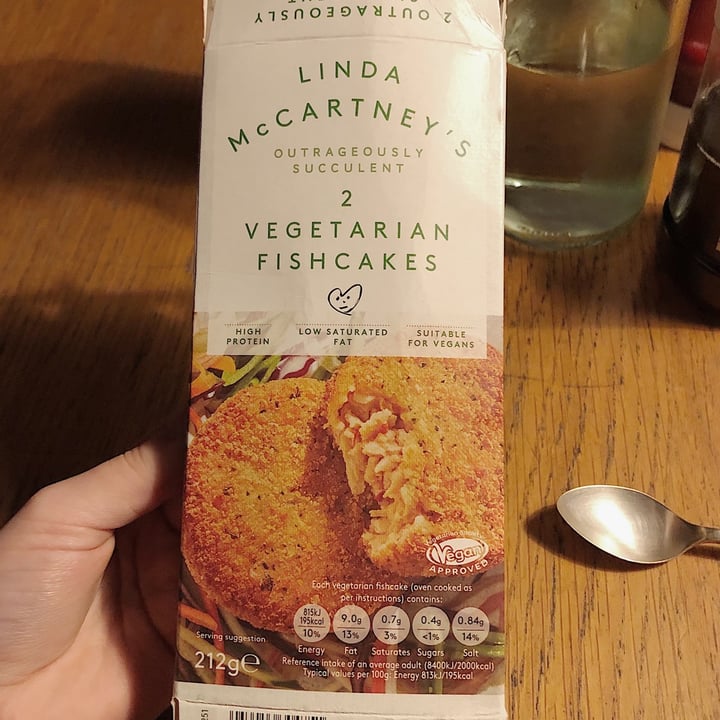 2 OUTRAGEOUSLY
LINDA
McCARTNEY'S
OUTRAGEOUSLY
SUCCULENT
2
VEGETARIAN
FISHCAKES
HIGH
PROTEIN
LOW SATURATED
FAT
SUITABLE
FOR VEGANS
Vegan
APPROVED
Each vegetarian fishcake (oven cooked as
per instructions) contains:
815kJ 9.0g 0.7g 0.4g 0.84g
195kcal
10% 13% 3% <1% 14%
Energy Fat Saturates Sugars Salt
Serving suggestion
Reference intake of an average adult (8400kJ/2000kcal)
Typical values per 100g: Energy 813kJ/195kcal
212g℮